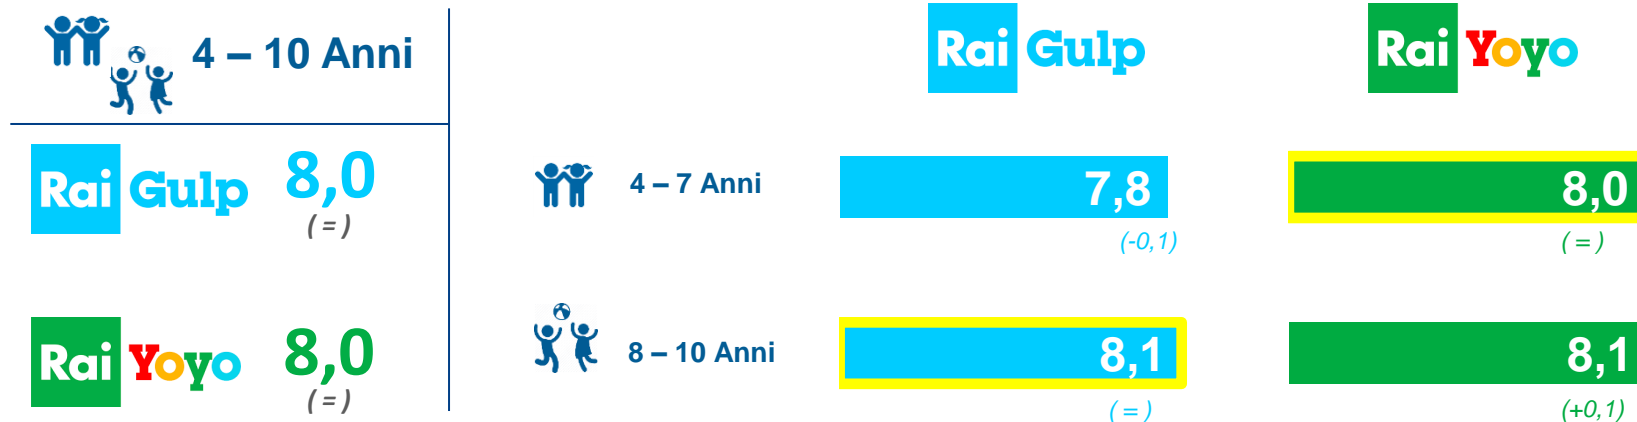 4 – 10 Anni
Rai Gulp 8,0
( = )
Rai Yoyo 8,0
( = )
Rai Gulp Rai Yoyo
4 – 7 Anni 7,8 8,0
(-0,1) ( = )
8 – 10 Anni 8,1 8,1
( = ) (+0,1)